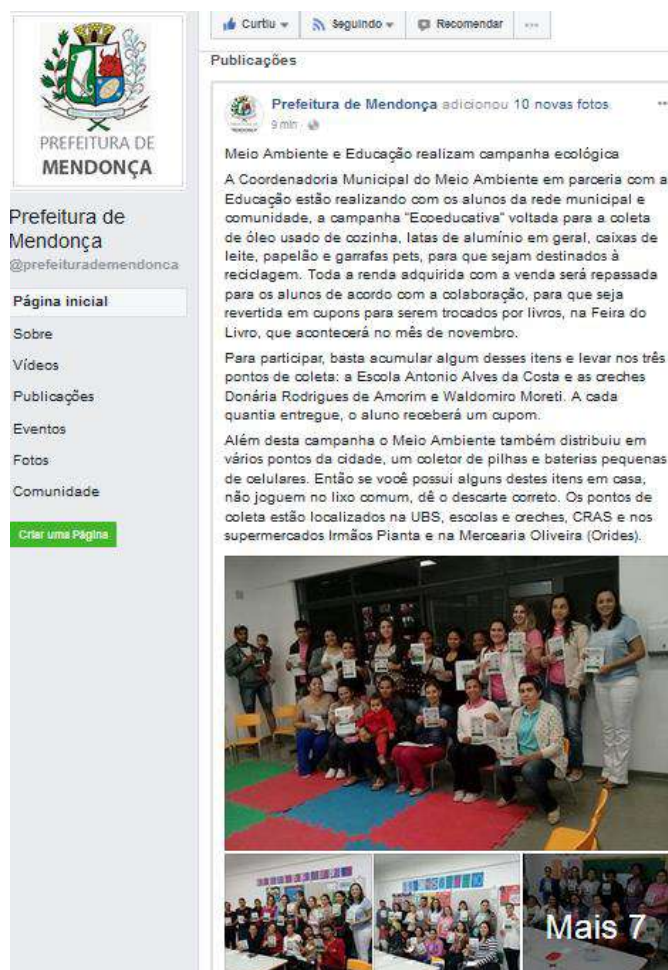 Curtiu
Seguindo
Recomendar
PREFEITURA DE
MENDONÇA
Prefeitura de
Mendonça
@prefeiturademendonca
Página inicial
Sobre
Vídeos
Publicações
Eventos
Fotos
Comunidade
Criar uma Página
Publicações
Prefeitura de Mendonça adicionou 10 novas fotos
9 min
Meio Ambiente e Educação realizam campanha ecológica
A Coordenadoria Municipal do Meio Ambiente em parceria com a
Educação estão realizando com os alunos da rede municipal e
comunidade, a campanha "Ecoeducativa" voltada para a coleta
de óleo usado de cozinha, latas de alumínio em geral, caixas de
leite, papelão e garrafas pets, para que sejam destinados à
reciclagem. Toda a renda adquirida com a venda será repassada
para os alunos de acordo com a colaboração, para que seja
revertida em cupons para serem trocados por livros, na Feira do
Livro, que acontecerá no mês de novembro.
Para participar, basta acumular algum desses itens e levar nos três
pontos de coleta: a Escola Antonio Alves da Costa e as creches
Donária Rodrigues de Amorim e Waldomiro Moreti. A cada
quantia entregue, o aluno receberá um cupom.
Além desta campanha o Meio Ambiente também distribuiu em
vários pontos da cidade, um coletor de pilhas e baterias pequenas
de celulares. Então se você possui alguns destes itens em casa,
não joguem no lixo comum, dê o descarte correto. Os pontos de
coleta estão localizados na UBS, escolas e creches, CRAS e nos
supermercados Irmãos Pianta e na Mercearia Oliveira (Orides).
Mais 7